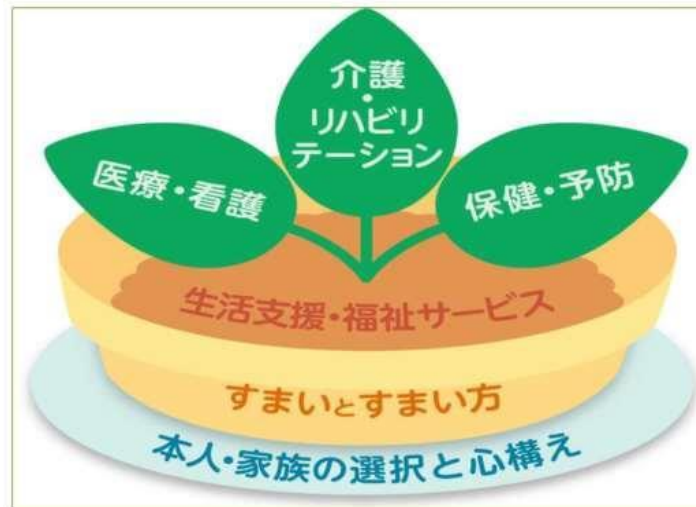 介護
・
リハビリ
テーション
医療・看護
保健・予防
生活支援・福祉サービス
すまいとすまい方
本人・家族の選択と心構え